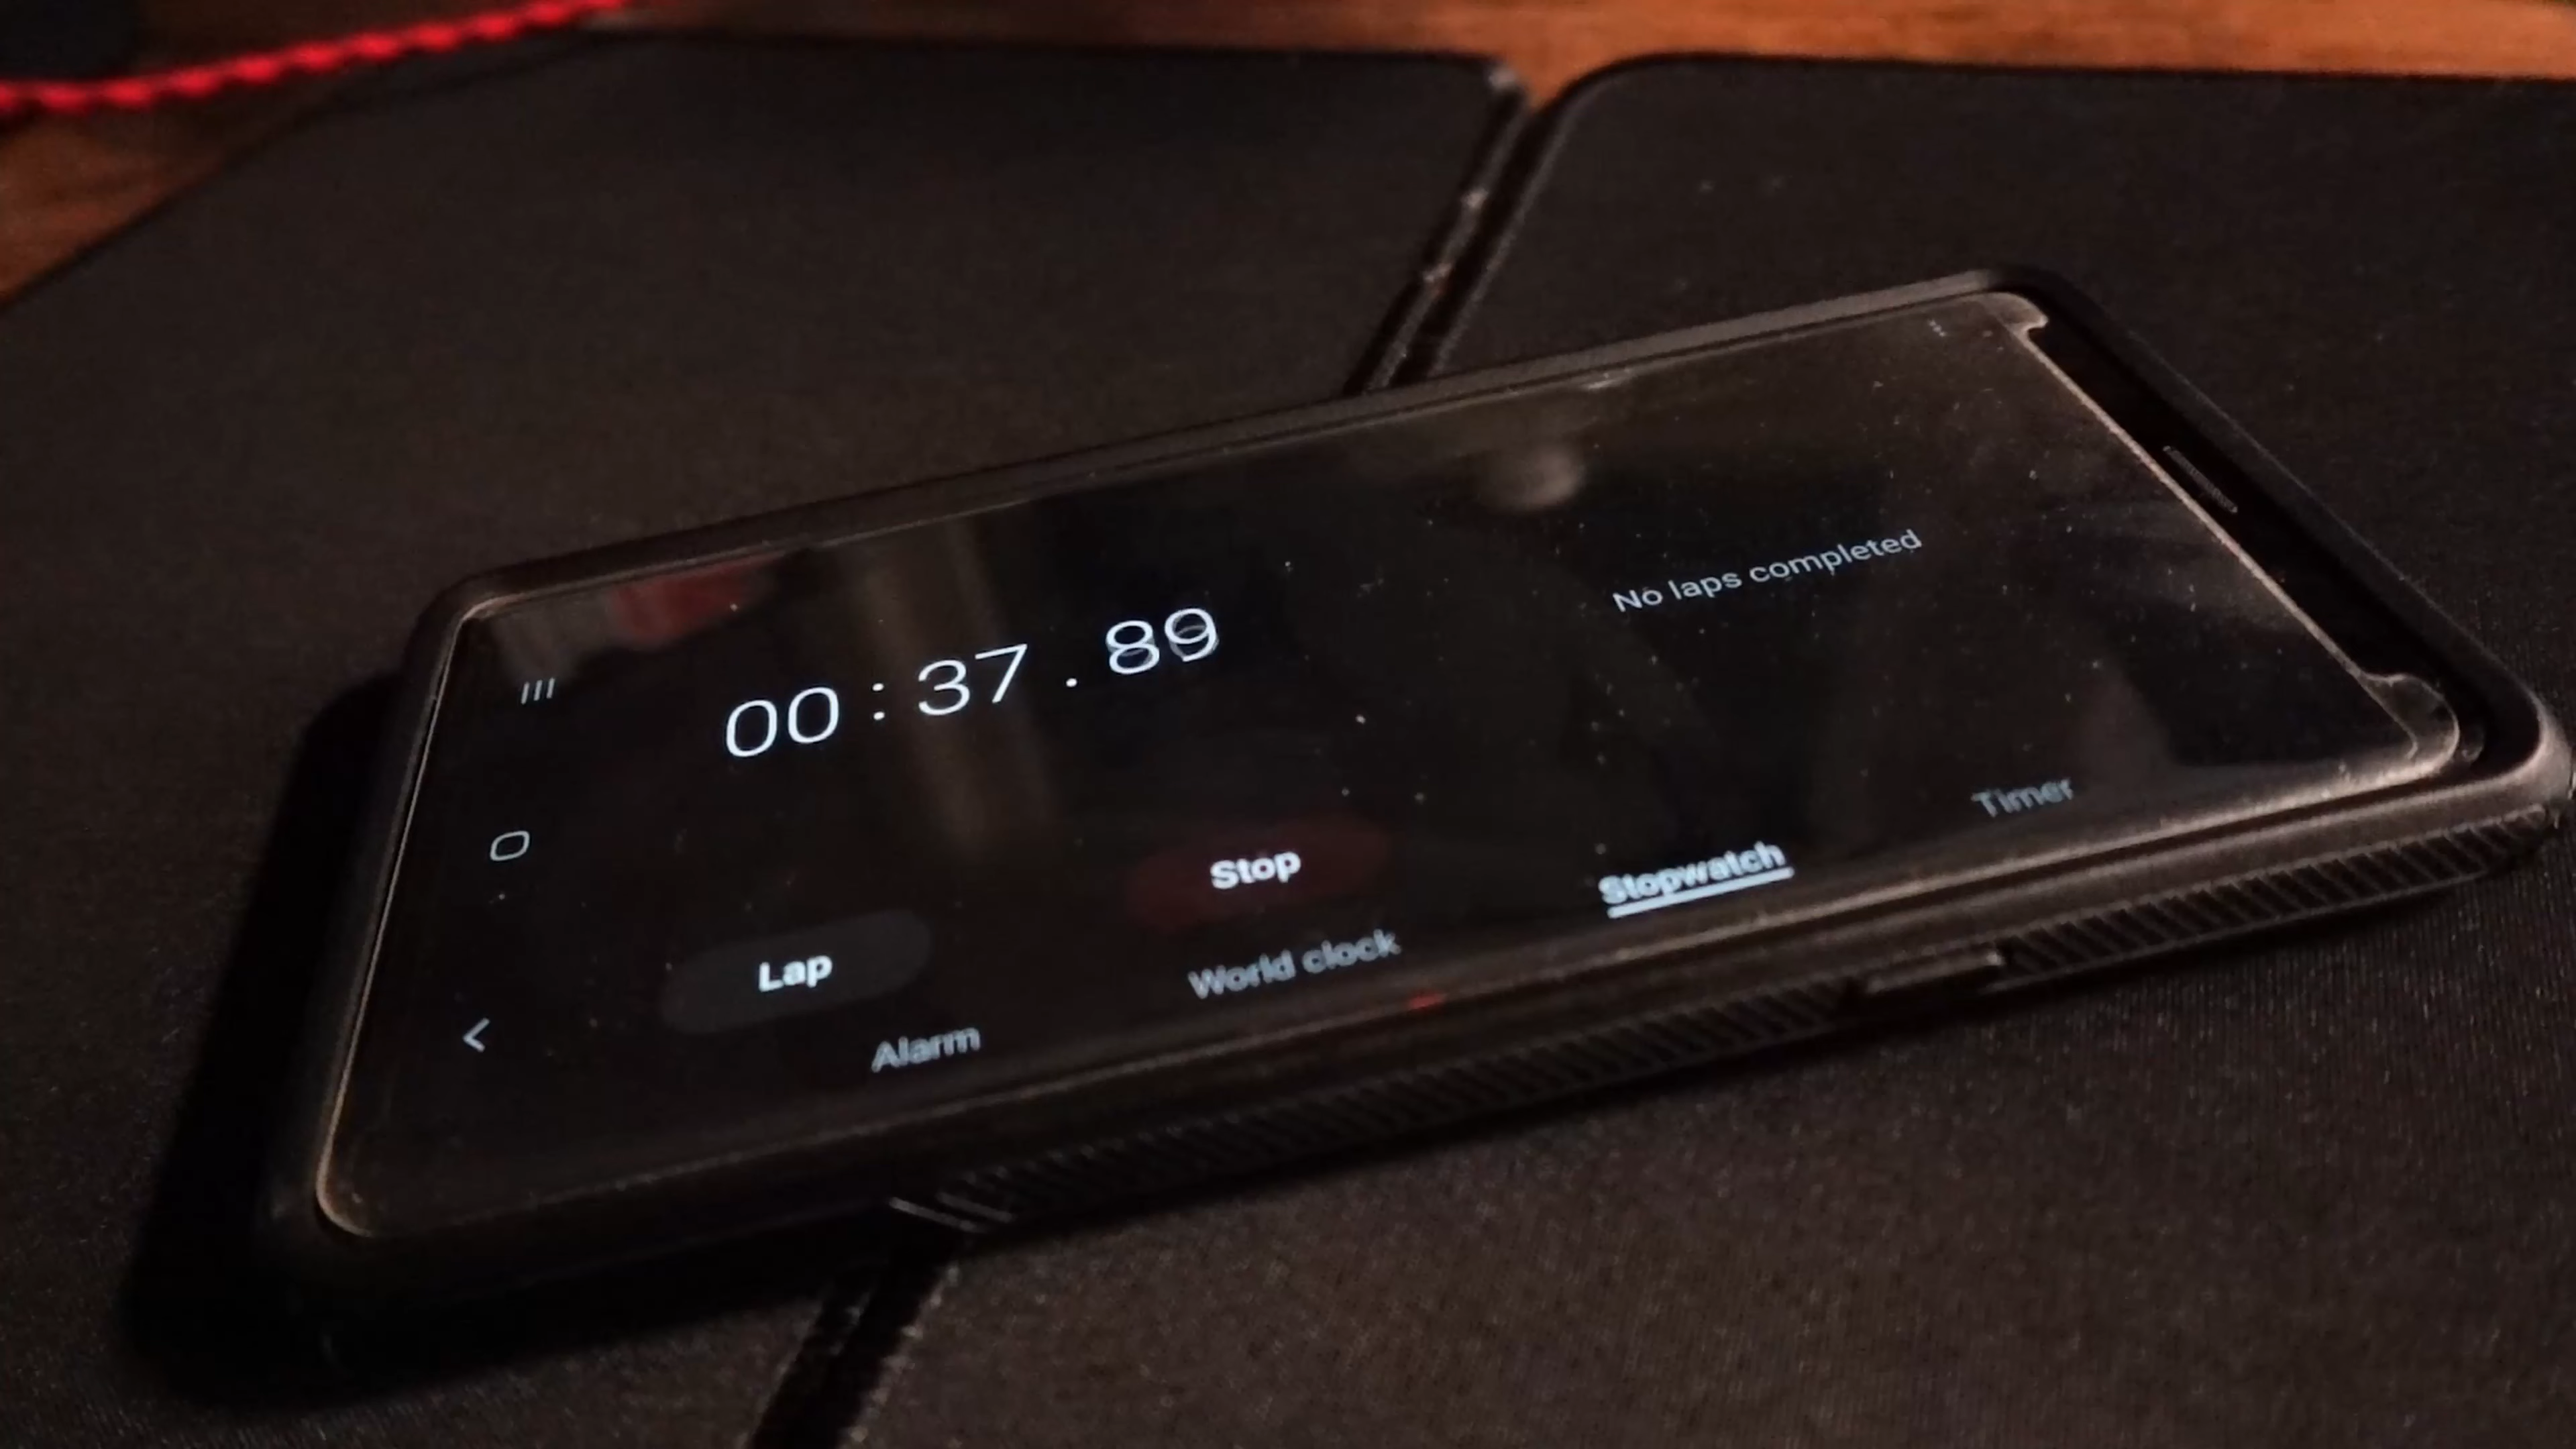 00:37.89
No laps completed
Lap
Stop
Alarm
World clock
Stopwatch
Timer